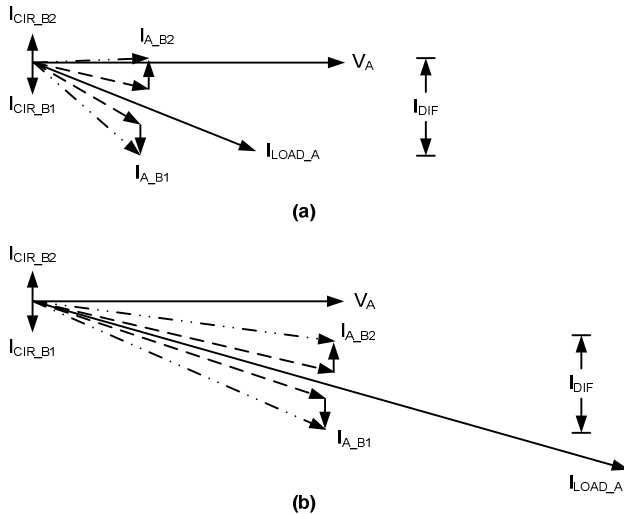 I_CIR_B2
I_A_B2
V_A
I_CIR_B1
I_DIF
I_LOAD_A
I_A_B1
(a)
I_CIR_B2
V_A
I_CIR_B1
I_A_B2
I_DIF
I_A_B1
I_LOAD_A
(b)